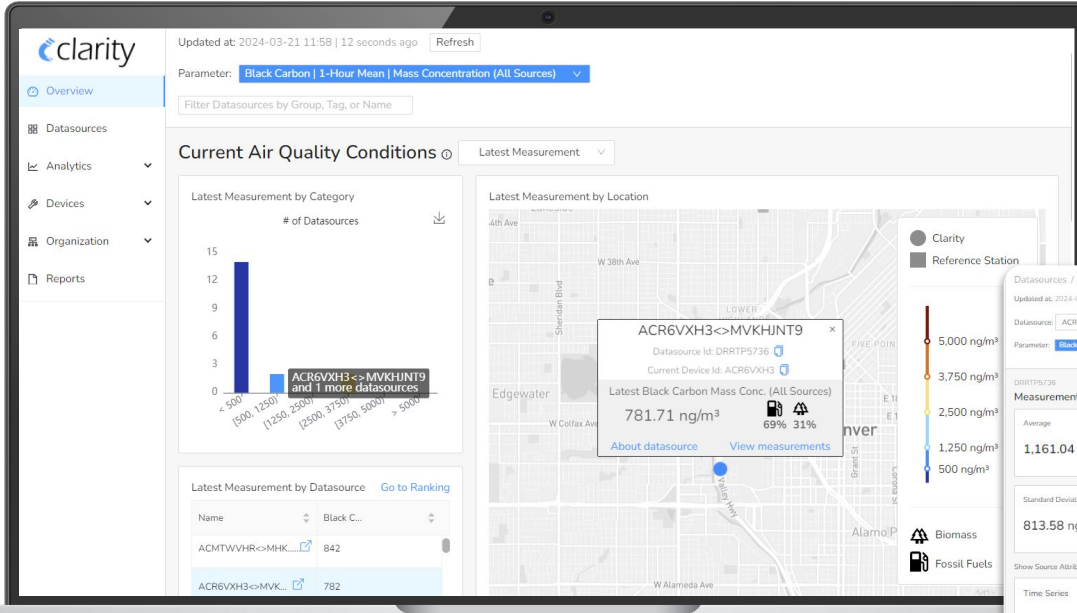 clarity
Overview
Datasources
Analytics
Devices
Organization
Reports
Updated at: 2024-03-21 11:58 | 12 seconds ago Refresh
Parameter: Black Carbon | 1-Hour Mean | Mass Concentration (All Sources)
Filter Datasources by Group, Tag, or Name
Current Air Quality Conditions Latest Measurement
Latest Measurement by Category
# of Datasources
15
12
9
6
3
0
ACR6VXH3<>MVKHJNT9
and 1 more datasources
< 500
[500, 1250)
[1250, 2500)
[2500, 3750)
[3750, 5000)
> 5000
Latest Measurement by Datasource Go to Ranking
Name Black C...
ACMTWVHR<>MHK...... 842
ACR6VXH3<>MVK... 782
Latest Measurement by Location
4th Ave
W 38th Ave
Sheridan Blvd
LOWER
FIVE POIN
Edgewater
W Colfax Ave
nver
E 1
Grant St
Corona St
Valley Hwy
Alamo P
W Alameda Ave
ACR6VXH3<>MVKHJNT9 ×
Datasource Id: DRRTP5736
Current Device Id: ACR6VXH3
Latest Black Carbon Mass Conc. (All Sources)
781.71 ng/m³ 69% 31%
About datasource View measurements
Clarity
Reference Station
5,000 ng/m³
3,750 ng/m³
2,500 ng/m³
1,250 ng/m³
500 ng/m³
Biomass
Fossil Fuels
Datasources /
Updated at: 2024-
Datasource: ACR
Parameter: Black
DRRTP5736
Measurement
Average
1,161.04
Standard Deviat
813.58 ng
Show Source Attrib
Time Series